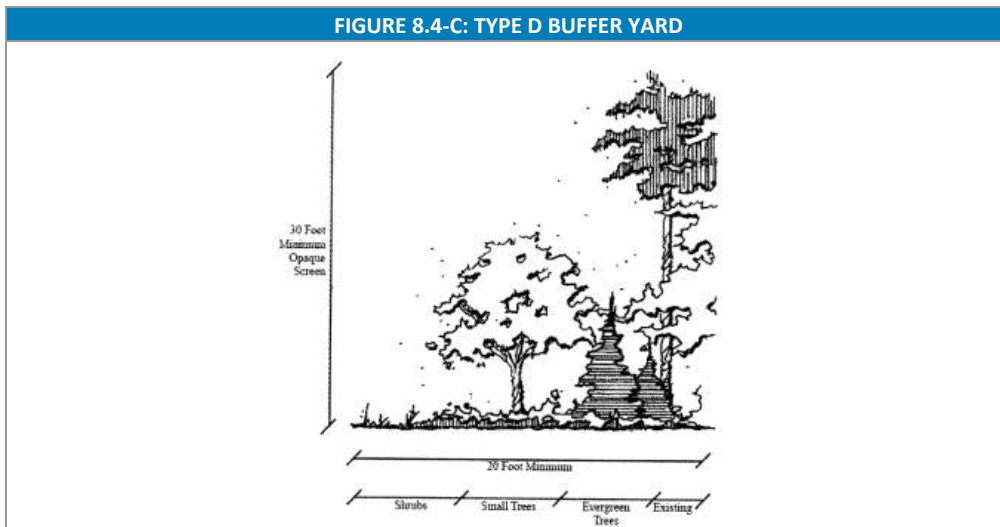 FIGURE 8.4-C: TYPE D BUFFER YARD
30 Foot
Minimum
Opaque
Screen
20 Foot Minimum
Shrubs
Small Trees
Evergreen
Trees
Existing